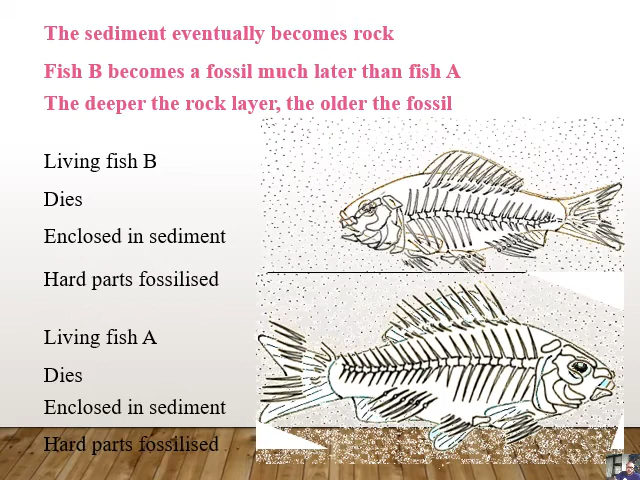 The sediment eventually becomes rock
Fish B becomes a fossil much later than fish A
The deeper the rock layer, the older the fossil
Living fish B
Dies
Enclosed in sediment
Hard parts fossilised
Living fish A
Dies
Enclosed in sediment
Hard parts fossilised